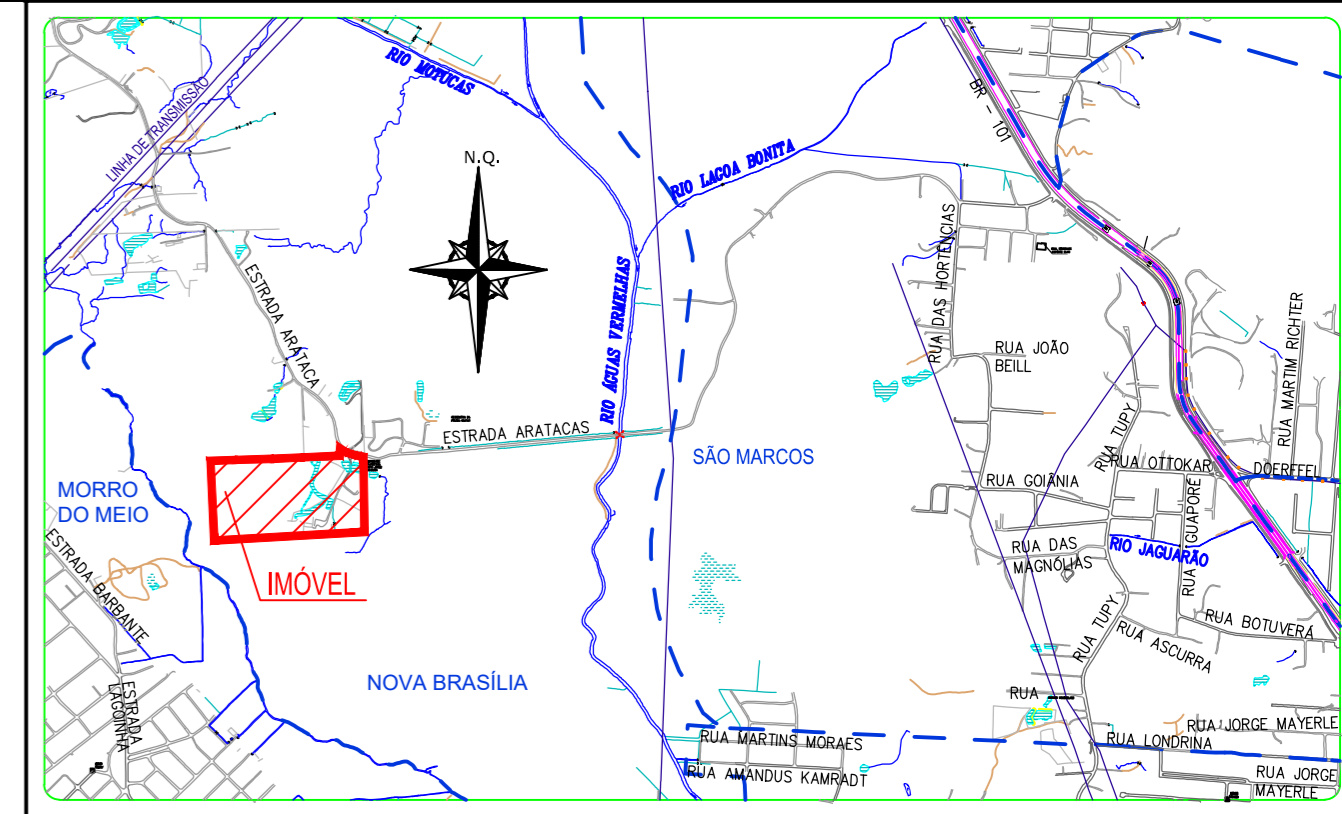 RIO MOTUCAS
LINHA DE TRANSMISSÃO
N.Q.
BR - 101
RIO LAGOA BONITA
ESTRADA ARATACA
RIO ÁGUAS VERMELHAS
RUA DAS HORTENCIAS
RUA JOÃO
BEILL
RUA MARTIM RICHTER
ESTRADA ARATACAS
SÃO MARCOS
RUA TUPY
RUA OTTOKAR
DOERFFEL
RUA GOIÂNIA
RUA IGUAPORÉ
MORRO
DO MEIO
IMÓVEL
ESTRADA BARBANTE
RUA DAS
MAGNÓLIAS
RIO JAGUARÃO
RUA BOTUVERÁ
RUA TUPY
RUA ASCURRA
NOVA BRASÍLIA
ESTRADA
LAGOINHA
RUA
RUA JORGE MAYERLE
RUA MARTINS MORAES
RUA LONDRINA
RUA AMANDUS KAMRADT
RUA JORGE
MAYERLE